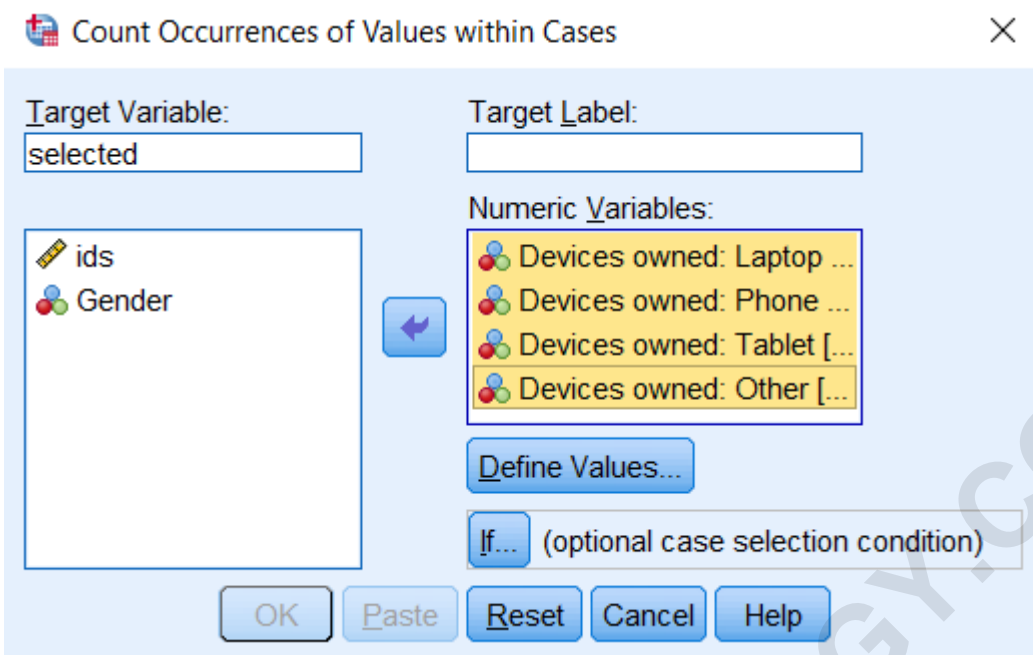 Count Occurrences of Values within Cases
Target Variable:
Target Label:
selected
Numeric Variables:
ids
Gender
Devices owned: Laptop ...
Devices owned: Phone ...
Devices owned: Tablet [...
Devices owned: Other [...
Define Values...
If... (optional case selection condition)
OK Paste Reset Cancel Help
GY.CO